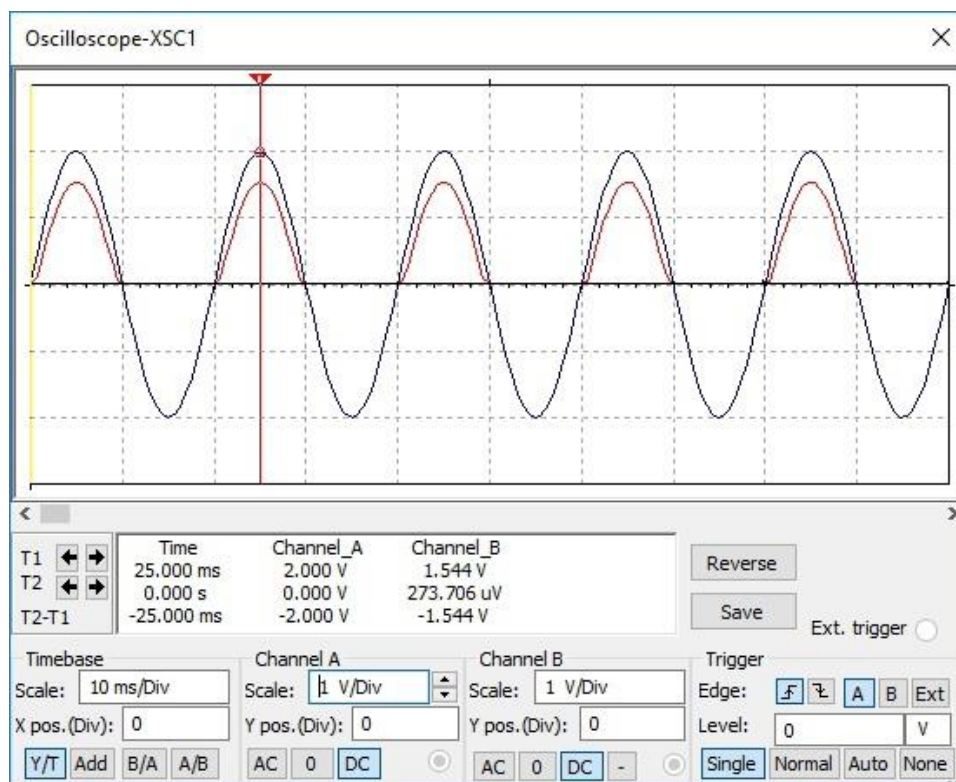 Oscilloscope-XSC1
T1
T2
T2-T1
Time Channel_A Channel_B
25.000 ms 2.000 V 1.544 V
0.000 s 0.000 V 273.706 uV
-25.000 ms -2.000 V -1.544 V
Reverse
Save
Ext. trigger
Timebase
Scale: 10 ms/Div
X pos.(Div): 0
Y/T Add B/A A/B
Channel A
Scale: 1 V/Div
Y pos.(Div): 0
AC 0 DC
Channel B
Scale: 1 V/Div
Y pos.(Div): 0
AC 0 DC -
Trigger
Edge: A B Ext
Level: 0 V
Single Normal Auto None